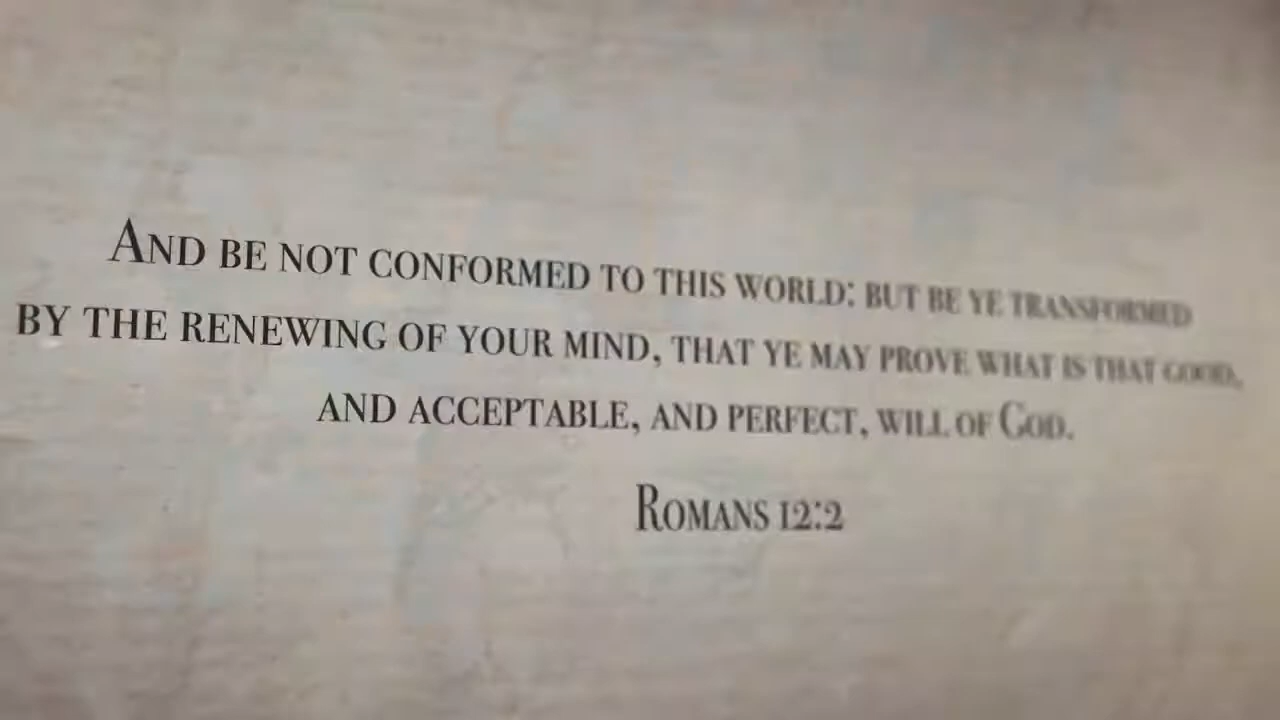 And be not conformed to this world: but be ye transformed
by the renewing of your mind, that ye may prove what is that good,
and acceptable, and perfect, will of God.
Romans 12:2